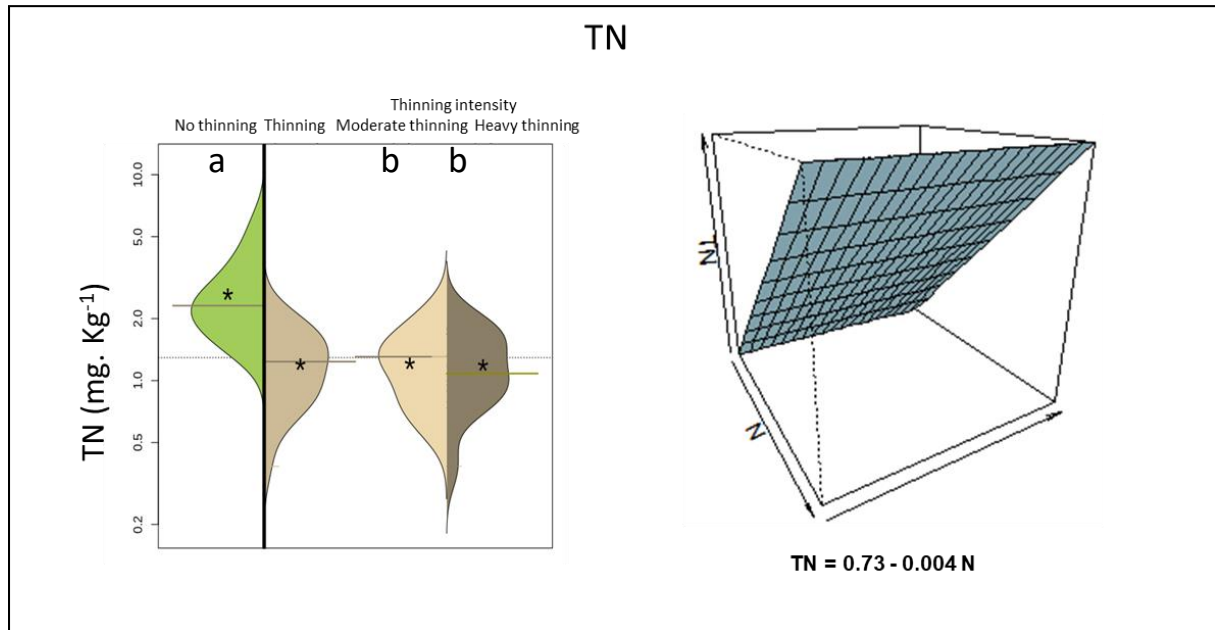 TN
Thinning intensity
No thinning Thinning Moderate thinning Heavy thinning
a b b
10.0
5.0
2.0
1.0
0.5
0.2
TN (mg. Kg-1)
* * * *
TN
N
TN = 0.73 - 0.004 N